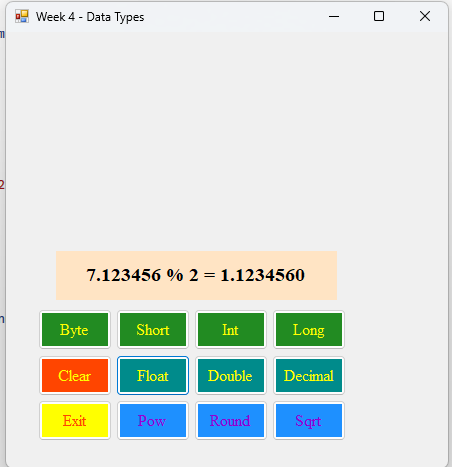 Week 4 - Data Types
m
2
n
7.123456 % 2 = 1.1234560
Byte Short Int Long
Clear Float Double Decimal
Exit Pow Round Sqrt